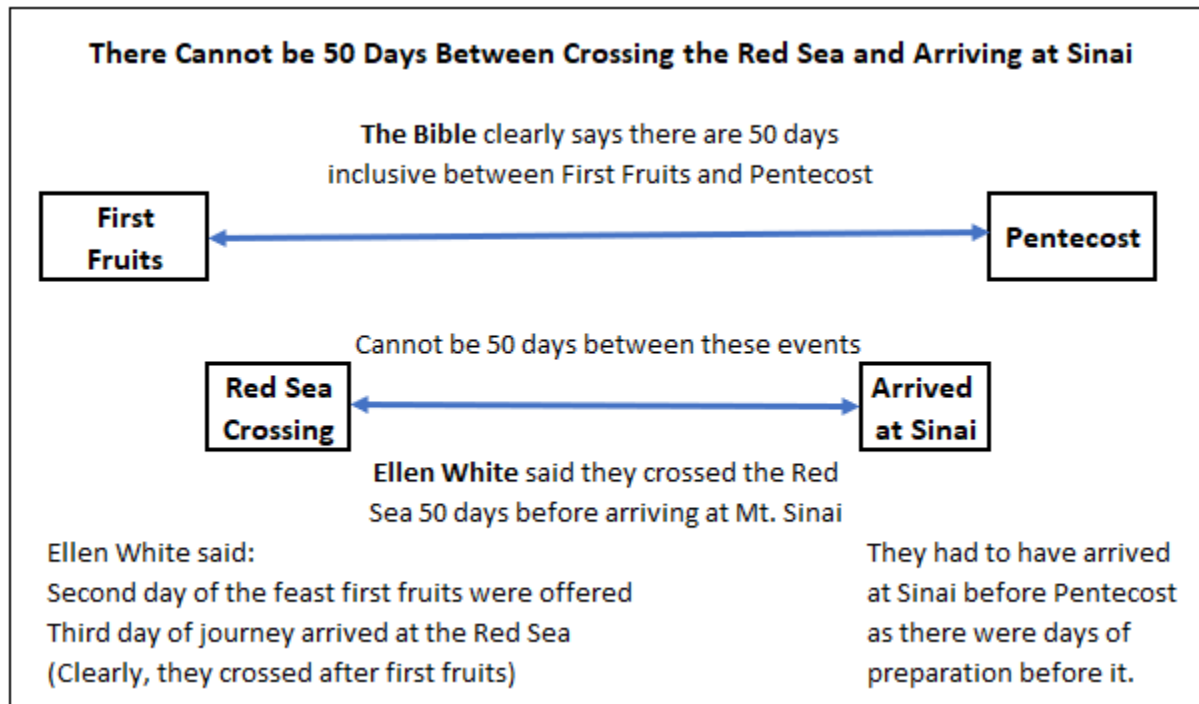 There Cannot be 50 Days Between Crossing the Red Sea and Arriving at Sinai
The Bible clearly says there are 50 days
inclusive between First Fruits and Pentecost
First
Fruits
Pentecost
Cannot be 50 days between these events
Red Sea
Crossing
Arrived
at Sinai
Ellen White said they crossed the Red
Sea 50 days before arriving at Mt. Sinai
Ellen White said:
Second day of the feast first fruits were offered
Third day of journey arrived at the Red Sea
(Clearly, they crossed after first fruits)
They had to have arrived
at Sinai before Pentecost
as there were days of
preparation before it.